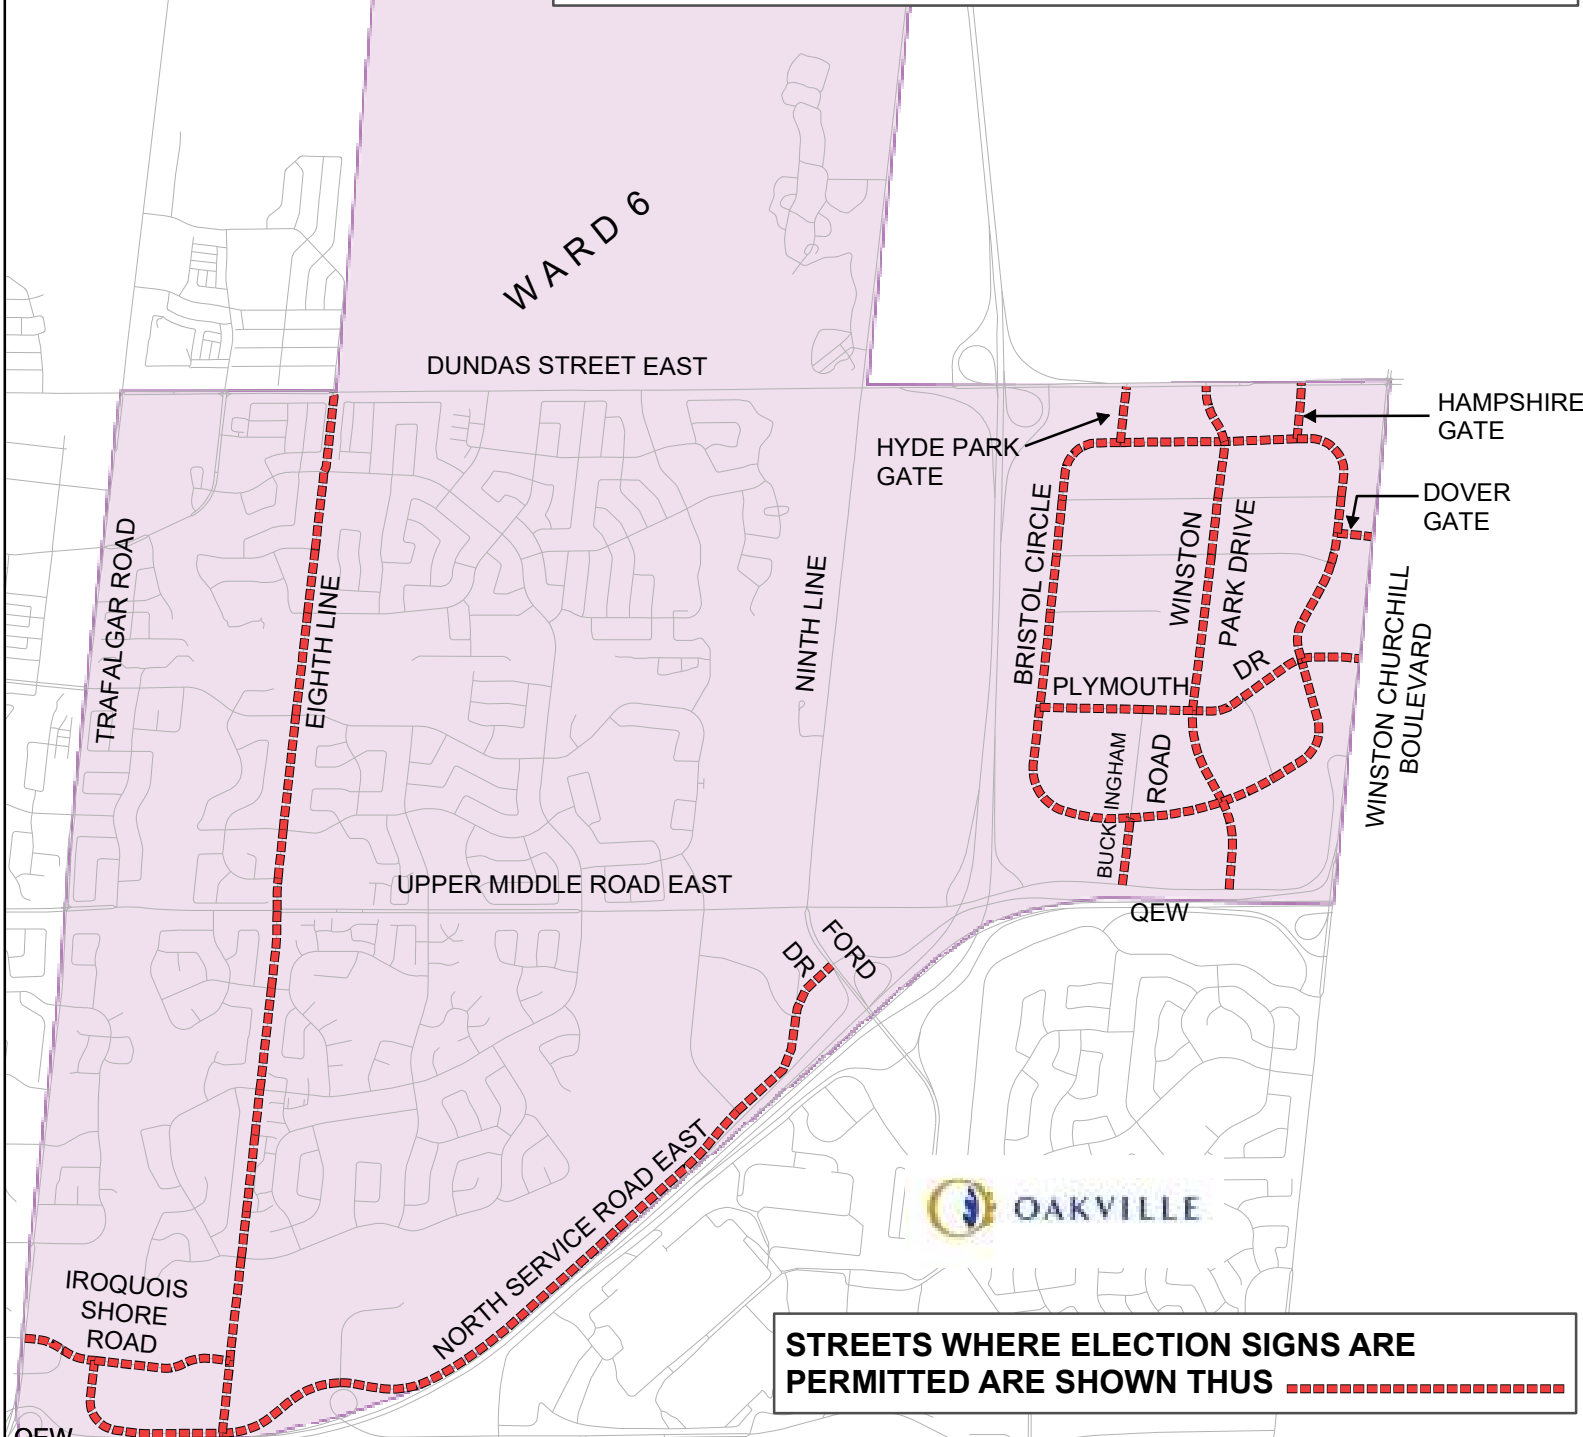 WARD 6
DUNDAS STREET EAST
HAMPSHIRE
GATE
HYDE PARK
GATE
DOVER
GATE
TRAFALGAR ROAD
EIGHTH LINE
NINTH LINE
BRISTOL CIRCLE
WINSTON
PARK DRIVE
WINSTON CHURCHILL
BOULEVARD
PLYMOUTH
DR
BUCKINGHAM
ROAD
UPPER MIDDLE ROAD EAST
QEW
FORD
DR
NORTH SERVICE ROAD EAST
OAKVILLE
IROQUOIS
SHORE
ROAD
STREETS WHERE ELECTION SIGNS ARE
PERMITTED ARE SHOWN THUS
QEW